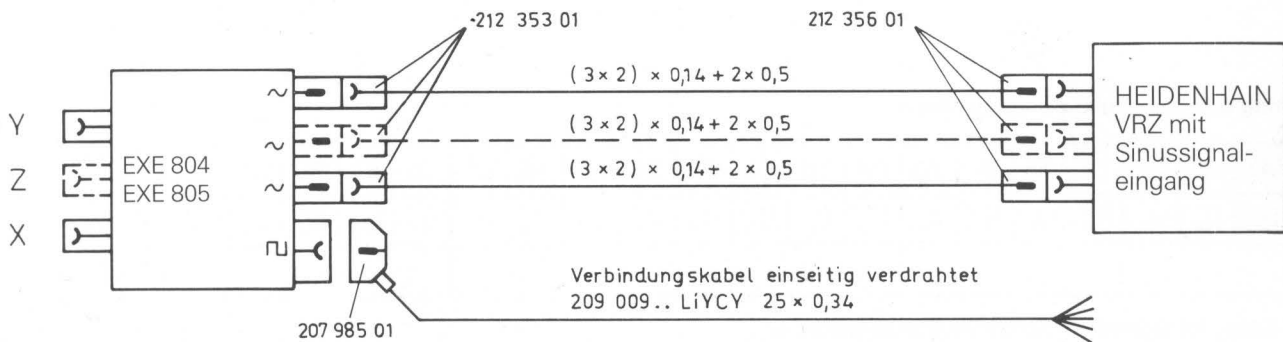 -212 353 01
212 356 01
(3×2) × 0,14 + 2×0,5
~
HEIDENHAIN
VRZ mit
Sinussignal-
eingang
Y
(3×2) × 0,14 + 2 × 0,5
~
EXE 804
EXE 805
Z
(3×2) × 0,14 + 2× 0,5
~
X
Verbindungskabel einseitig verdrahtet
209 009.. LiYCY 25 × 0,34
207 985 01